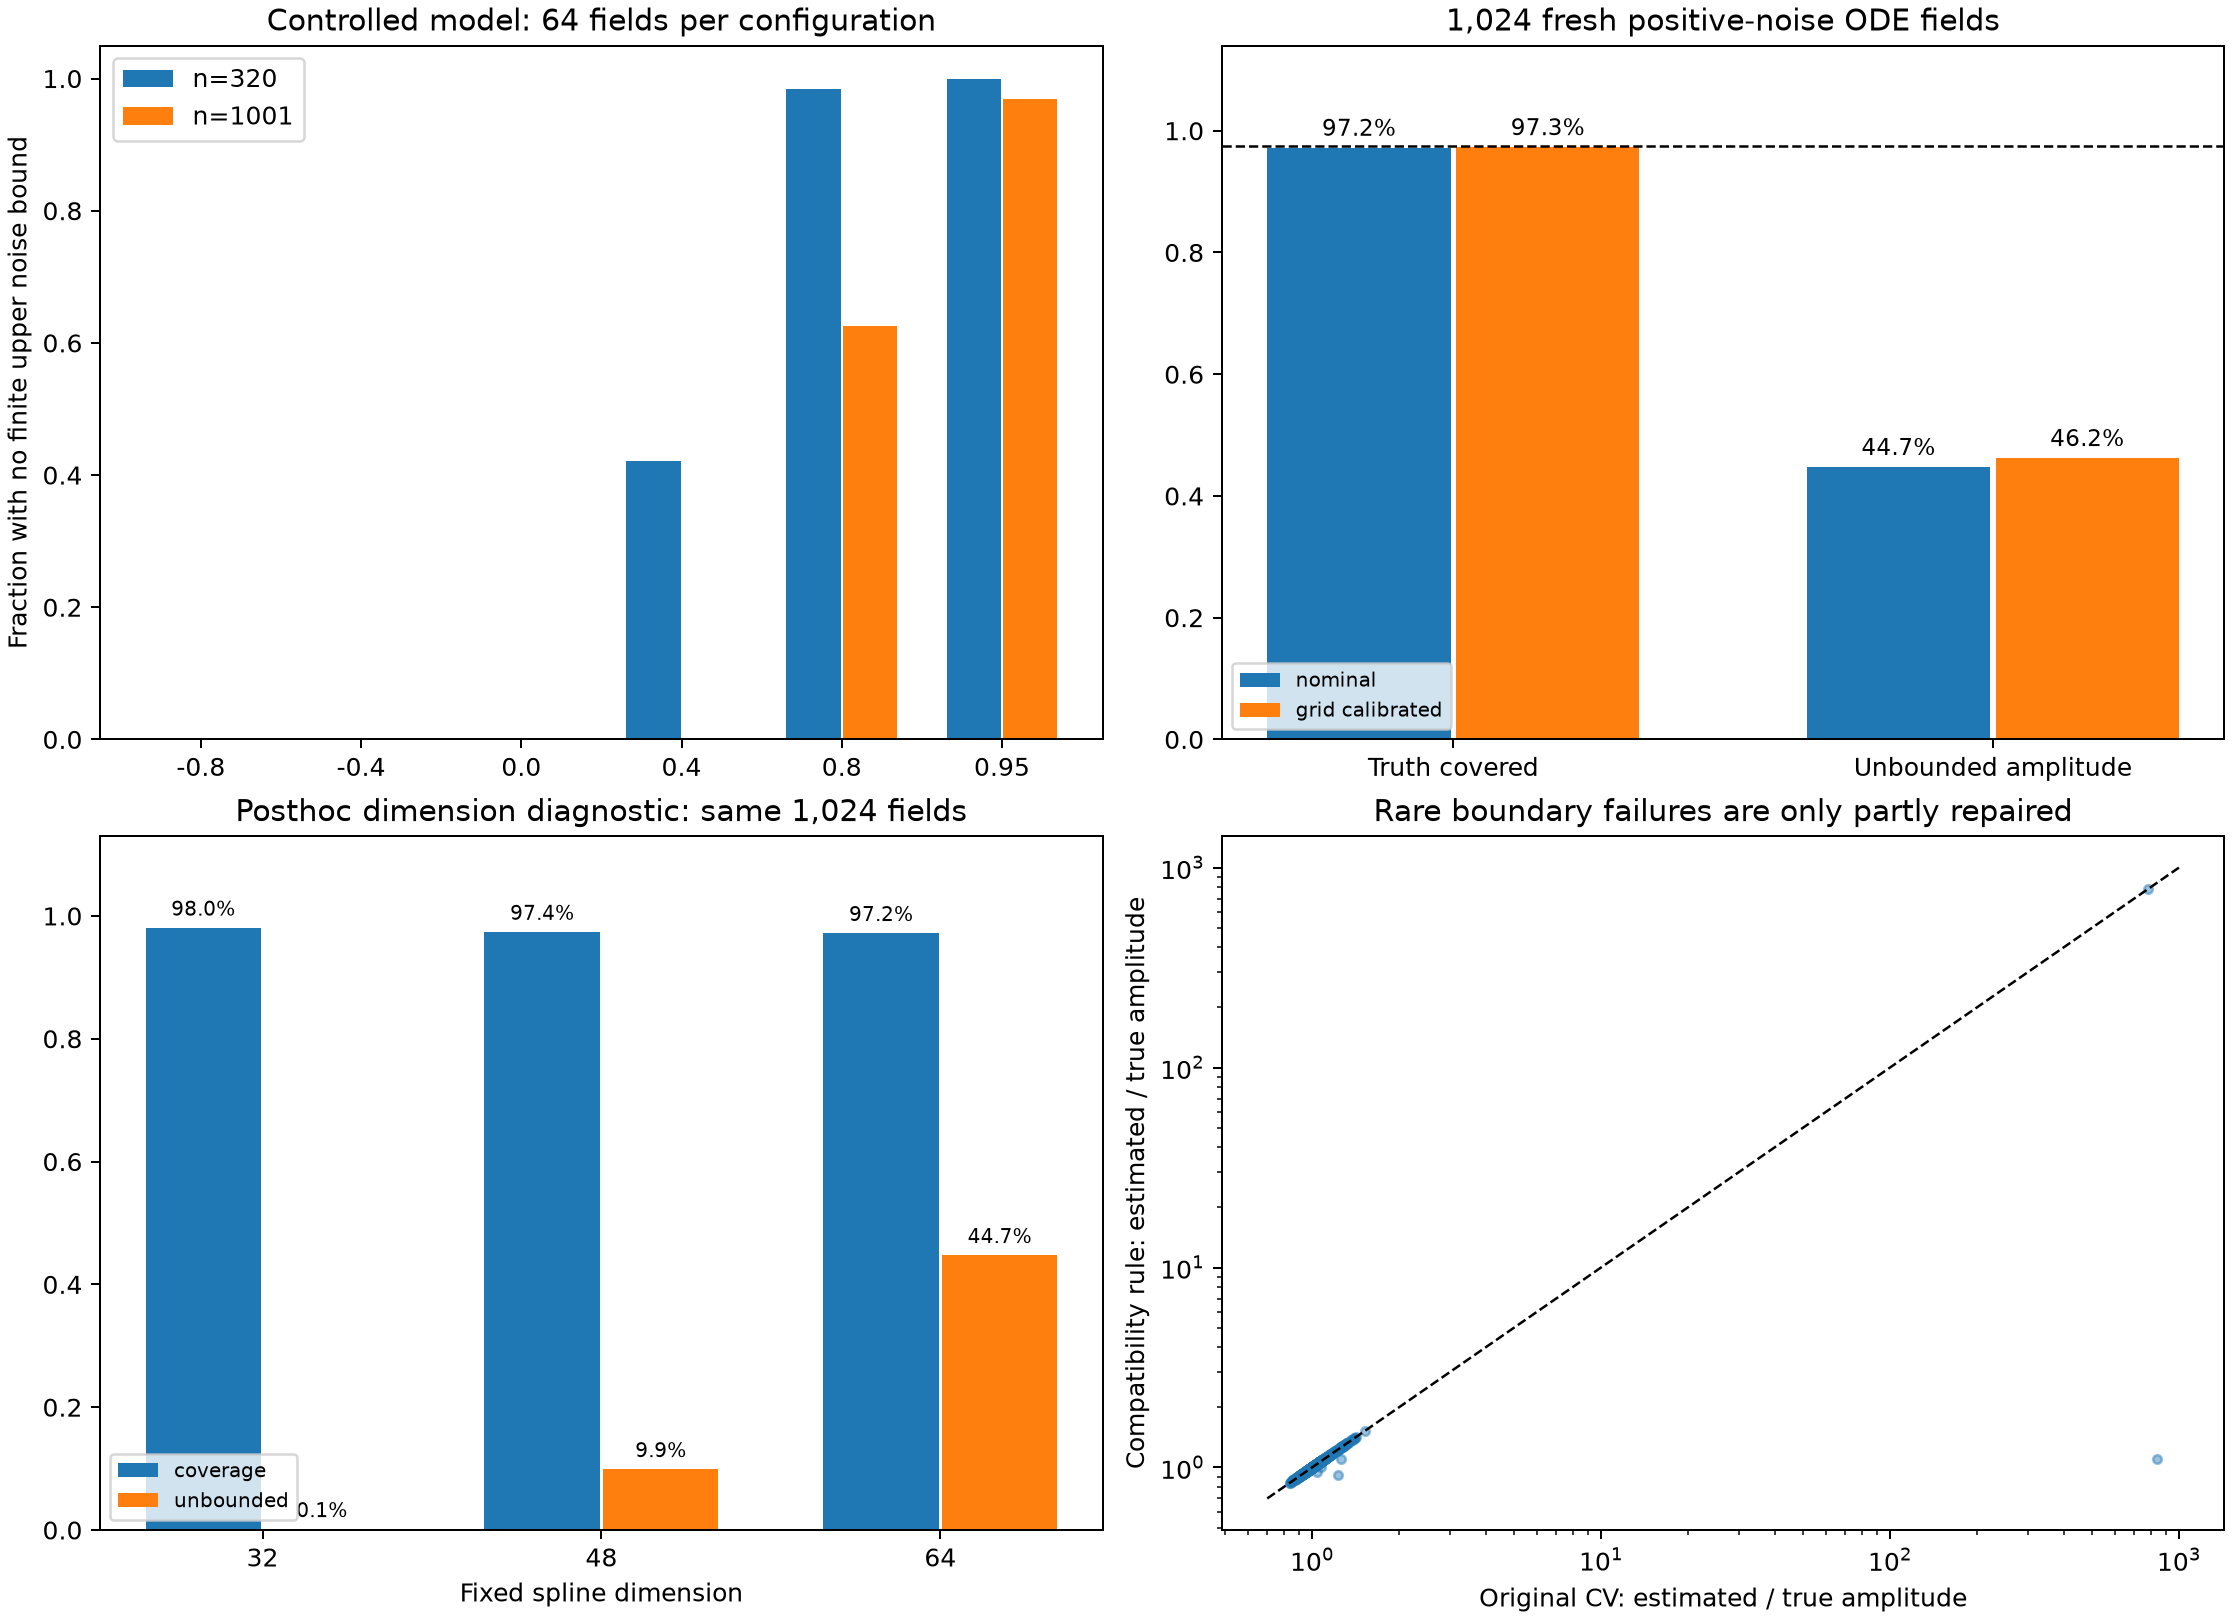 Controlled model: 64 fields per configuration
Fraction with no finite upper noise bound
1.0
0.8
0.6
0.4
0.2
0.0
n=320
n=1001
-0.8
-0.4
0.0
0.4
0.8
0.95
1,024 fresh positive-noise ODE fields
1.0
0.8
0.6
0.4
0.2
0.0
97.2%
97.3%
44.7%
46.2%
nominal
grid calibrated
Truth covered
Unbounded amplitude
Posthoc dimension diagnostic: same 1,024 fields
1.0
0.8
0.6
0.4
0.2
0.0
98.0%
0.1%
97.4%
9.9%
97.2%
44.7%
coverage
unbounded
32
48
64
Fixed spline dimension
Rare boundary failures are only partly repaired
Compatibility rule: estimated / true amplitude
10³
10²
10¹
10⁰
10⁰
10¹
10²
10³
Original CV: estimated / true amplitude